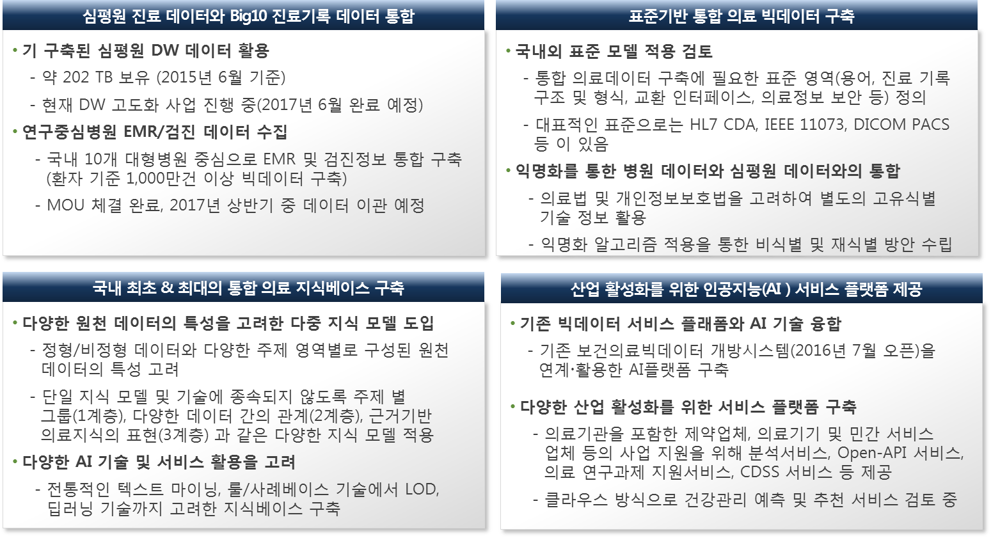 심평원 진료 데이터와 Big10 진료기록 데이터 통합
• 기 구축된 심평원 DW 데이터 활용
- 약 202 TB 보유 (2015년 6월 기준)
- 현재 DW 고도화 사업 진행 중(2017년 6월 완료 예정)
• 연구중심병원 EMR/검진 데이터 수집
- 국내 10개 대형병원 중심으로 EMR 및 검진정보 통합 구축
(환자 기준 1,000만건 이상 빅데이터 구축)
- MOU 체결 완료, 2017년 상반기 중 데이터 이관 예정
표준기반 통합 의료 빅데이터 구축
• 국내외 표준 모델 적용 검토
- 통합 의료데이터 구축에 필요한 표준 영역(용어, 진료 기록
구조 및 형식, 교환 인터페이스, 의료정보 보안 등) 정의
- 대표적인 표준으로는 HL7 CDA, IEEE 11073, DICOM PACS
등 이 있음
• 익명화를 통한 병원 데이터와 심평원 데이터와의 통합
- 의료법 및 개인정보보호법을 고려하여 별도의 고유식별
기술 정보 활용
- 익명화 알고리즘 적용을 통한 비식별 및 재식별 방안 수립
국내 최초 & 최대의 통합 의료 지식베이스 구축
• 다양한 원천 데이터의 특성을 고려한 다중 지식 모델 도입
- 정형/비정형 데이터와 다양한 주제 영역별로 구성된 원천
데이터의 특성 고려
- 단일 지식 모델 및 기술에 종속되지 않도록 주제 별
그룹(1계층), 다양한 데이터 간의 관계(2계층), 근거기반
의료지식의 표현(3계층) 과 같은 다양한 지식 모델 적용
• 다양한 AI 기술 및 서비스 활용을 고려
- 전통적인 텍스트 마이닝, 룰/사례베이스 기술에서 LOD,
딥러닝 기술까지 고려한 지식베이스 구축
산업 활성화를 위한 인공지능(AI ) 서비스 플랫폼 제공
• 기존 빅데이터 서비스 플래폼와 AI 기술 융합
- 기존 보건의료빅데이터 개방시스템(2016년 7월 오픈)을
연계·활용한 AI플랫폼 구축
• 다양한 산업 활성화를 위한 서비스 플랫폼 구축
- 의료기관을 포함한 제약업체, 의료기기 및 민간 서비스
업체 등의 사업 지원을 위해 분석서비스, Open-API 서비스,
의료 연구과제 지원서비스, CDSS 서비스 등 제공
- 클라우스 방식으로 건강관리 예측 및 추천 서비스 검토 중